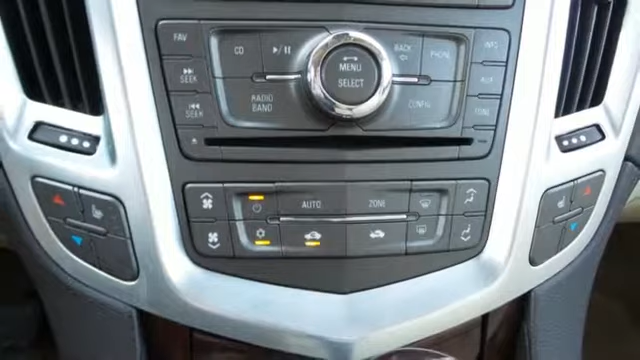 FAV
CD
MENU
SELECT
BACK
PHONE
INFO
SEEK
SEEK
RADIO
BAND
CONFIG
TONE
AUTO
ZONE